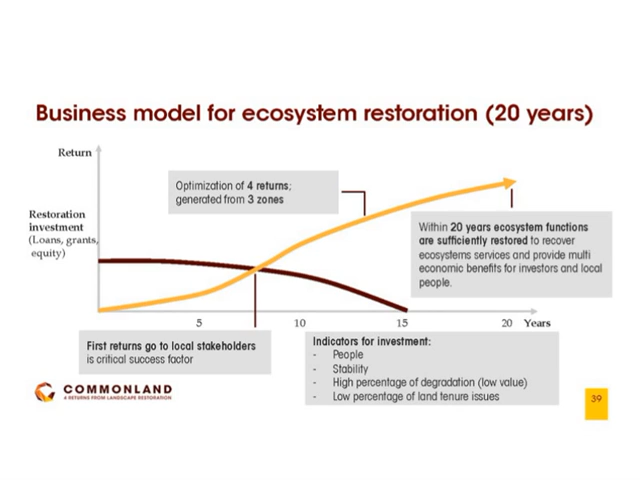 Business model for ecosystem restoration (20 years)
Return
Optimization of 4 returns;
generated from 3 zones
Restoration
investment
(Loans, grants,
equity)
Within 20 years ecosystem functions
are sufficiently restored to recover
ecosystems services and provide multi
economic benefits for investors and local
people.
5
10
15
20 Years
First returns go to local stakeholders
is critical success factor
Indicators for investment:
- People
- Stability
- High percentage of degradation (low value)
- Low percentage of land tenure issues
COMMONLAND
4 RETURNS FROM LANDSCAPE RESTORATION
39